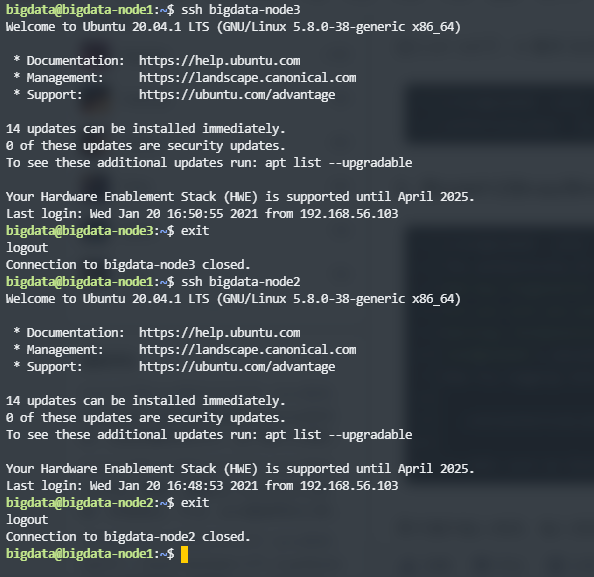 bigdata@bigdata-node1:~$ ssh bigdata-node3
Welcome to Ubuntu 20.04.1 LTS (GNU/Linux 5.8.0-38-generic x86_64)
* Documentation:  https://help.ubuntu.com
* Management:     https://landscape.canonical.com
* Support:        https://ubuntu.com/advantage
14 updates can be installed immediately.
0 of these updates are security updates.
To see these additional updates run: apt list --upgradable
Your Hardware Enablement Stack (HWE) is supported until April 2025.
Last login: Wed Jan 20 16:50:55 2021 from 192.168.56.103
bigdata@bigdata-node3:~$ exit
logout
Connection to bigdata-node3 closed.
bigdata@bigdata-node1:~$ ssh bigdata-node2
Welcome to Ubuntu 20.04.1 LTS (GNU/Linux 5.8.0-38-generic x86_64)
* Documentation:  https://help.ubuntu.com
* Management:     https://landscape.canonical.com
* Support:        https://ubuntu.com/advantage
14 updates can be installed immediately.
0 of these updates are security updates.
To see these additional updates run: apt list --upgradable
Your Hardware Enablement Stack (HWE) is supported until April 2025.
Last login: Wed Jan 20 16:48:53 2021 from 192.168.56.103
bigdata@bigdata-node2:~$ exit
logout
Connection to bigdata-node2 closed.
bigdata@bigdata-node1:~$